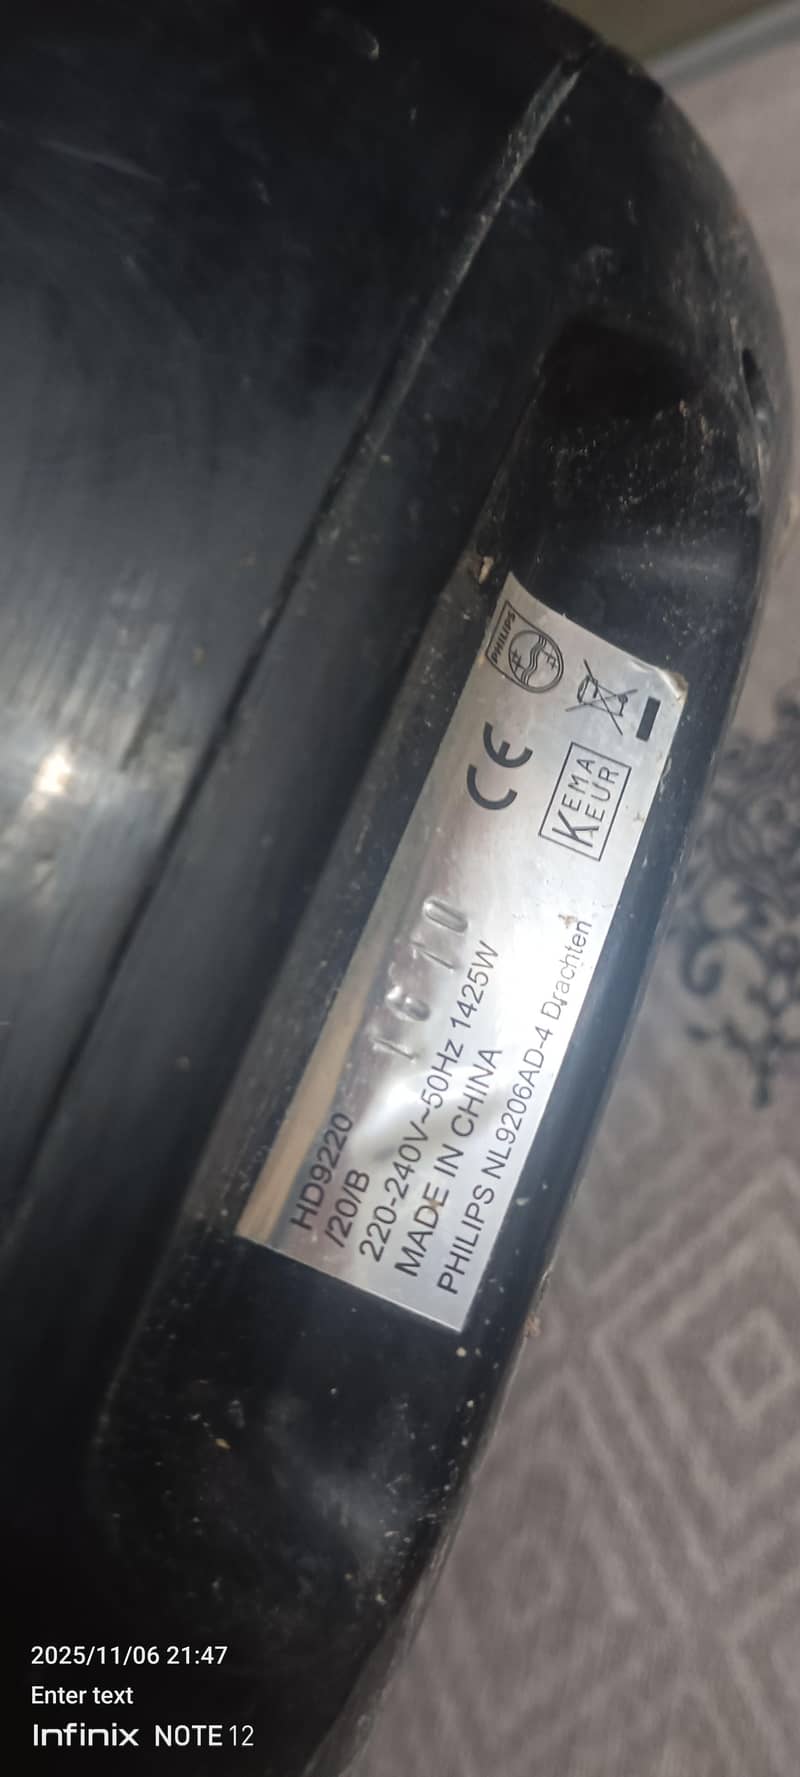 PHILIPS
CE
KEMA
KEUR
1610
HD9220
/20/B
220-240V~50Hz 1425W
MADE IN CHINA
PHILIPS NL9206AD-4 Drachten
2025/11/06 21:47
Enter text
Infinix NOTE 12